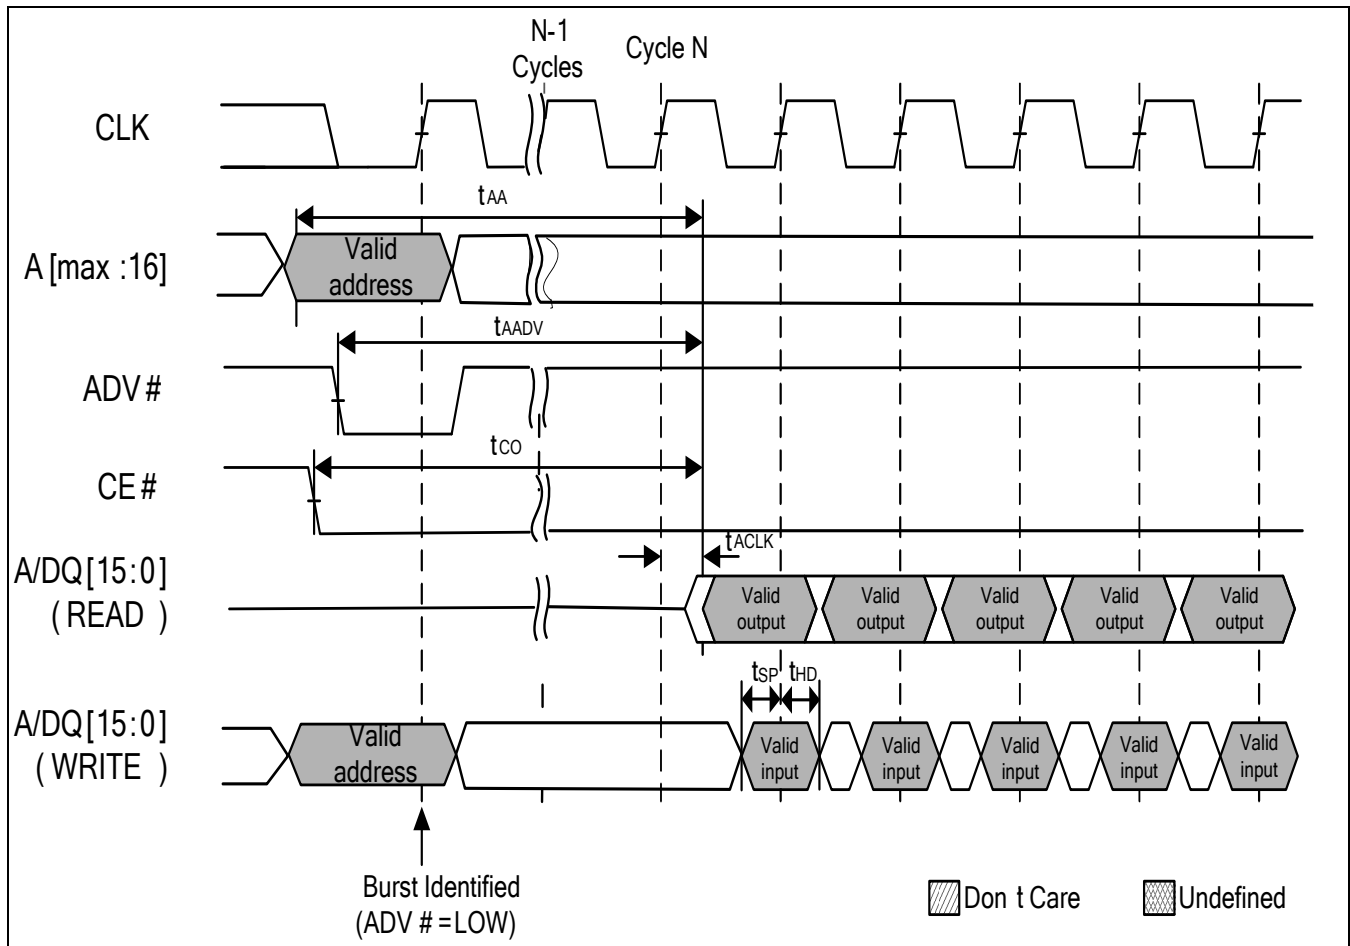 N-1
Cycles
Cycle N
CLK
tAA
A [max :16]
Valid
address
tAADV
ADV #
tCO
CE #
tACLK
A/DQ[15:0]
( READ )
Valid
output
Valid
output
Valid
output
Valid
output
Valid
output
tSP
tHD
A/DQ[15:0]
( WRITE )
Valid
address
Valid
input
Valid
input
Valid
input
Valid
input
Valid
input
Burst Identified
(ADV # =LOW)
Don t Care
Undefined